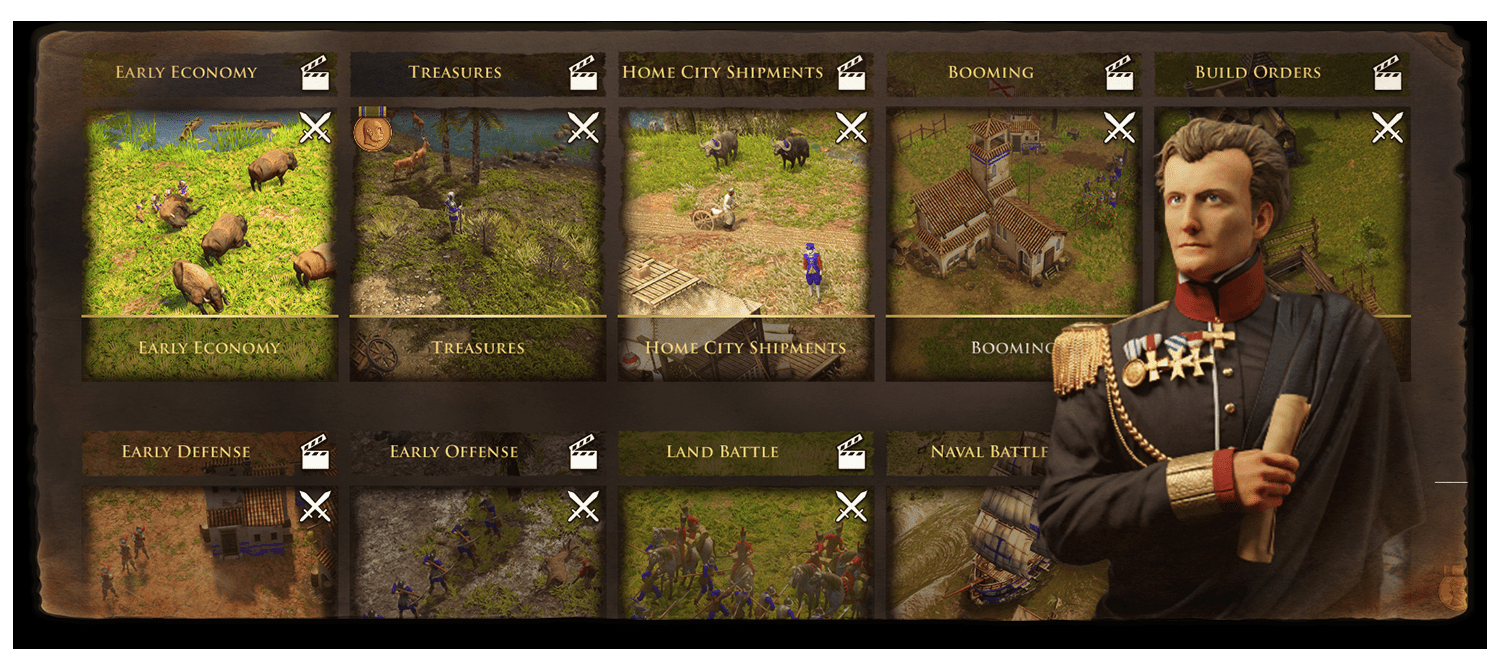 EARLY ECONOMY
TREASURES
HOME CITY SHIPMENTS
BOOMING
BUILD ORDERS
EARLY ECONOMY
TREASURES
HOME CITY SHIPMENTS
BOOMING
EARLY DEFENSE
EARLY OFFENSE
LAND BATTLE
NAVAL BATTLE